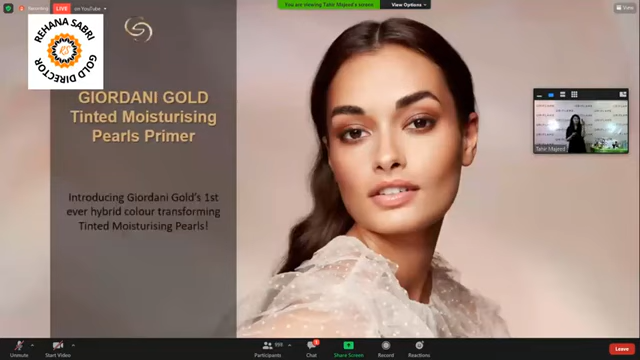 Recording
LIVE
on YouTube
You are viewing Tahir Majeed's screen
View Options
View
REHANA SABRI
RS
GOLD DIRECTOR
GIORDANI GOLD
Tinted Moisturising
Pearls Primer
Introducing Giordani Gold's 1st
ever hybrid colour transforming
Tinted Moisturising Pearls!
Tahir Majeed
Unmute
Start Video
Participants
Chat
Share Screen
Record
Reactions
Leave